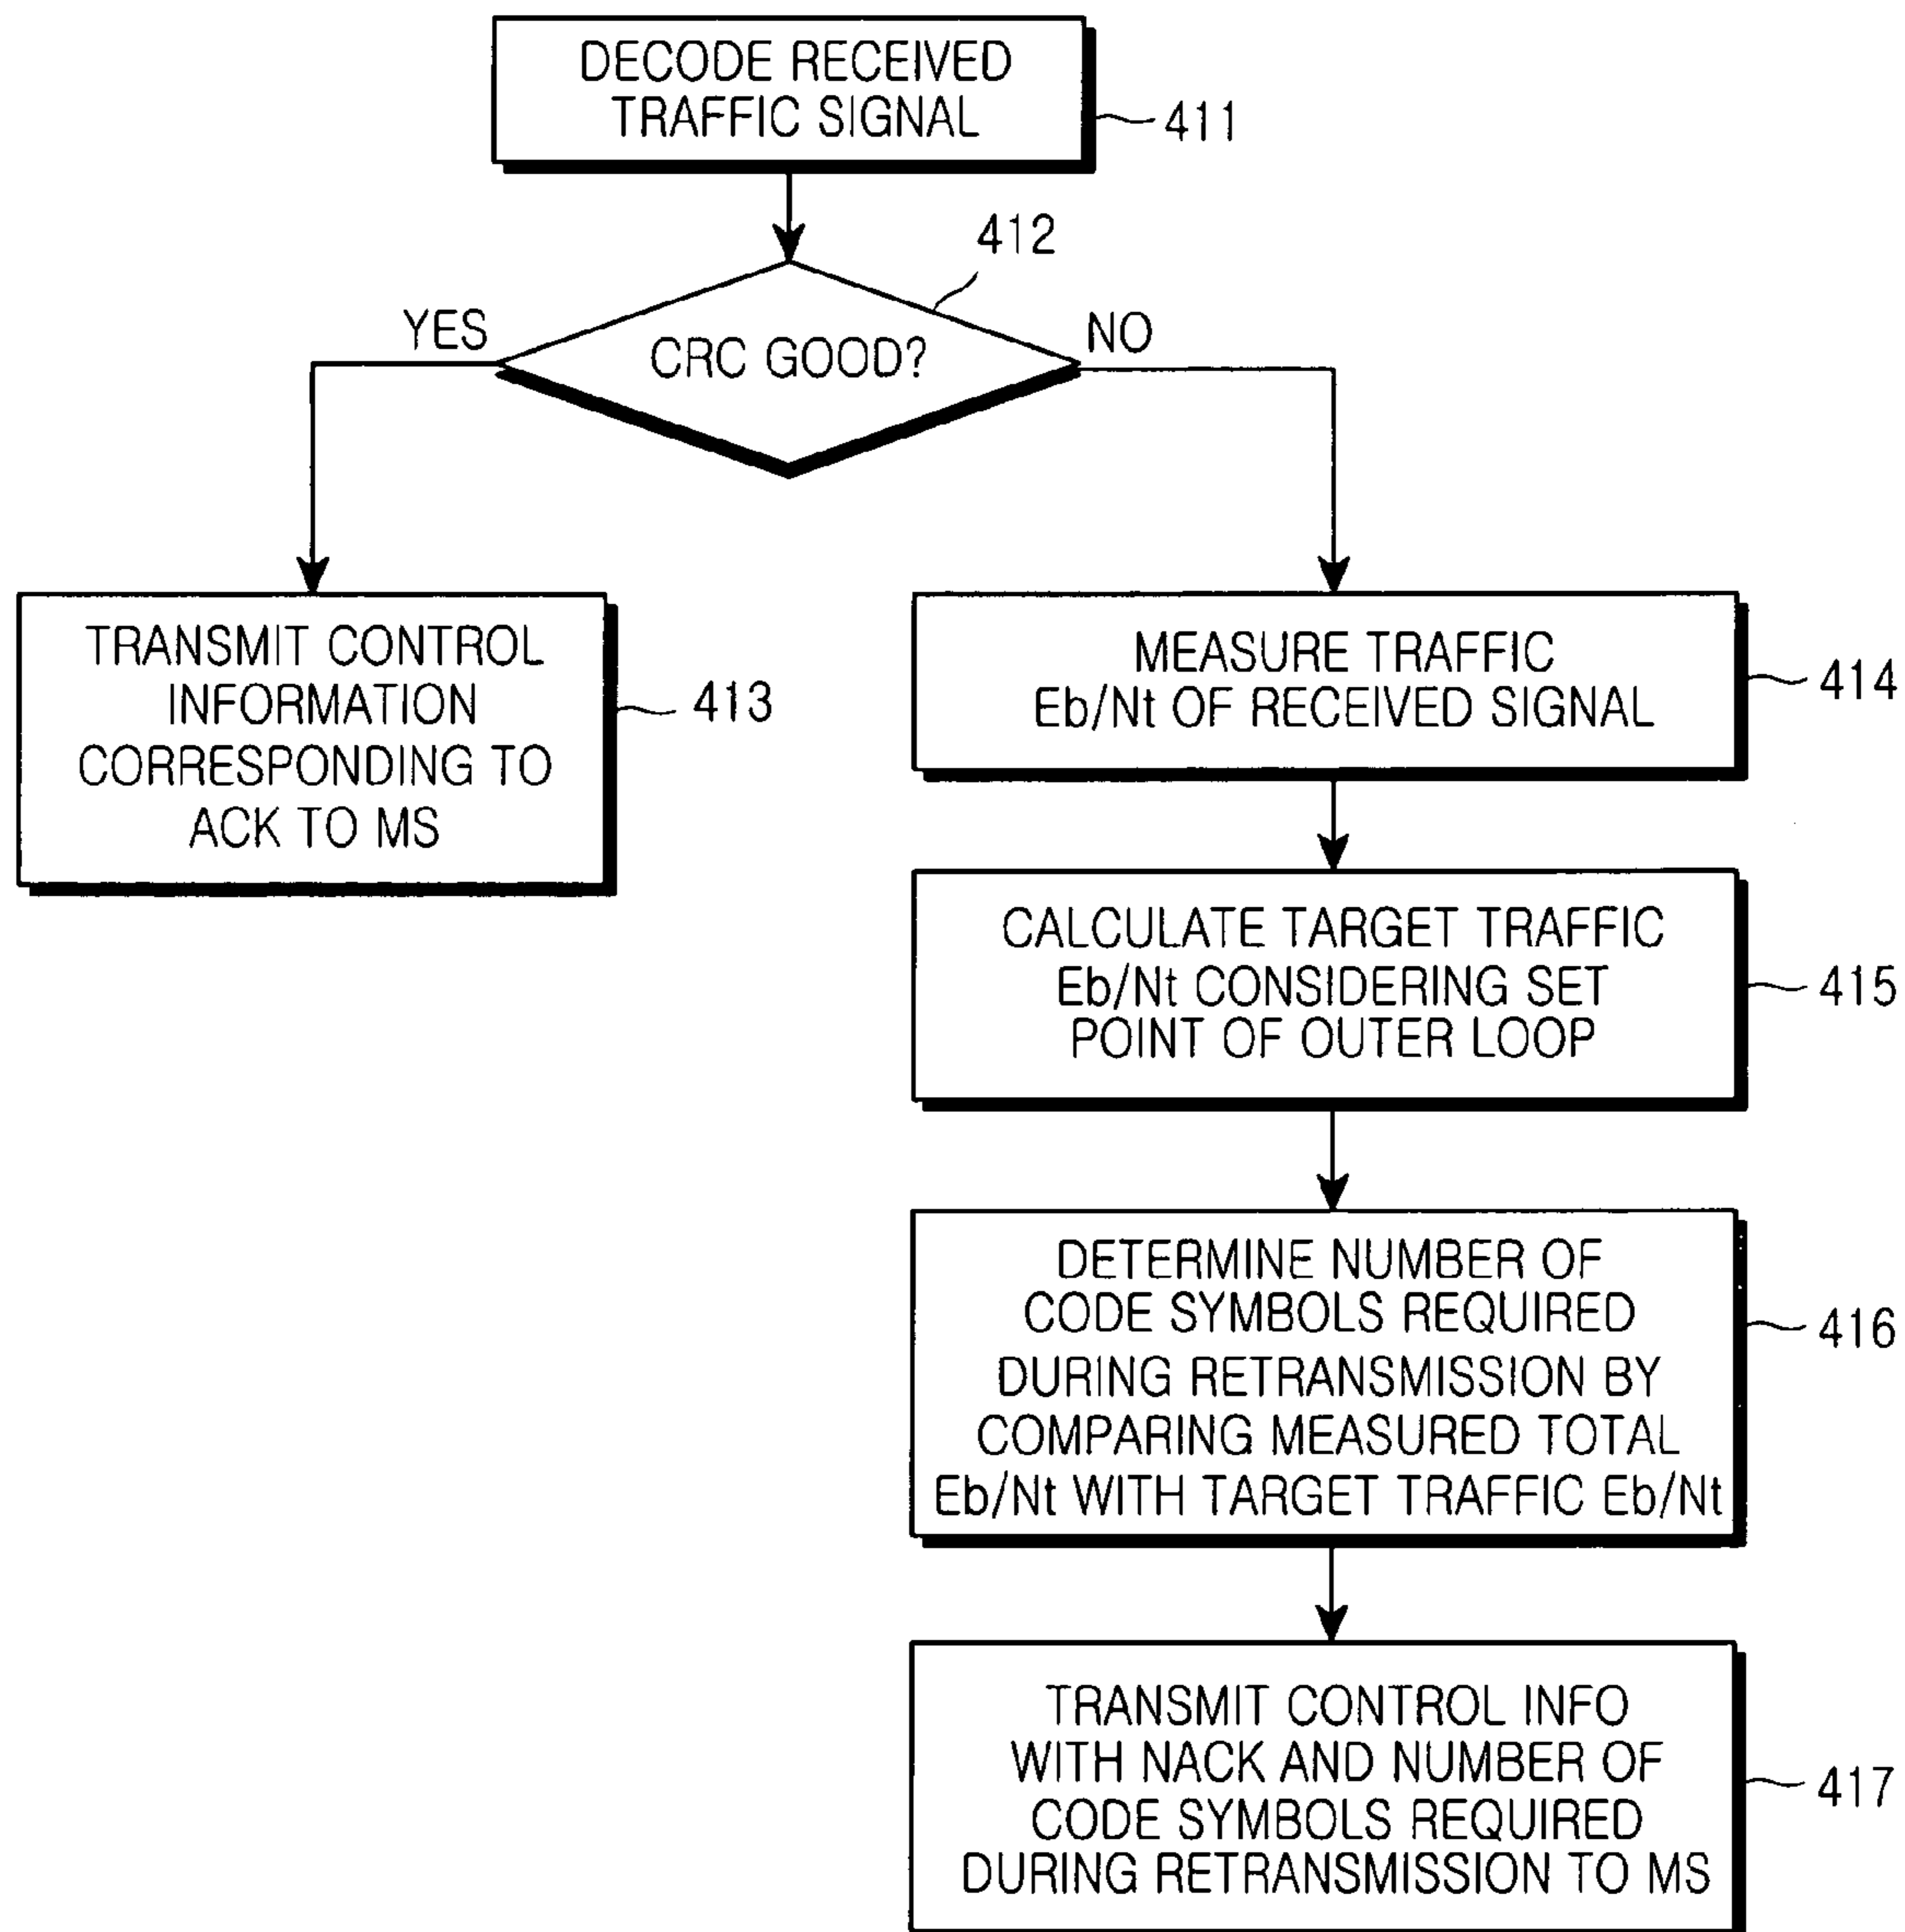 DECODE RECEIVED
TRAFFIC SIGNAL
411
412
YES
CRC GOOD?
NO
TRANSMIT CONTROL
INFORMATION
CORRESPONDING TO
ACK TO MS
413
MEASURE TRAFFIC
Eb/Nt OF RECEIVED SIGNAL
414
CALCULATE TARGET TRAFFIC
Eb/Nt CONSIDERING SET
POINT OF OUTER LOOP
415
DETERMINE NUMBER OF
CODE SYMBOLS REQUIRED
DURING RETRANSMISSION BY
COMPARING MEASURED TOTAL
Eb/Nt WITH TARGET TRAFFIC Eb/Nt
416
TRANSMIT CONTROL INFO
WITH NACK AND NUMBER OF
CODE SYMBOLS REQUIRED
DURING RETRANSMISSION TO MS
417